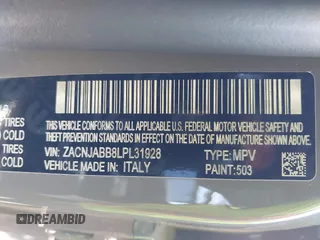 TIRES
COLD
TIRES
COLD
THIS VEHICLE CONFORMS TO ALL APPLICABLE U.S. FEDERAL MOTOR VEHICLE SAFETY
AND THEFT PREVENTION STANDARDS IN EFFECT ON THE DATE OF MANUFACTURE SHOWN ABOVE
VIN: ZACNJABB8LPL31928 TYPE: MPV
VEHICLE MADE IN: ITALY PAINT: 503
DREAMBID